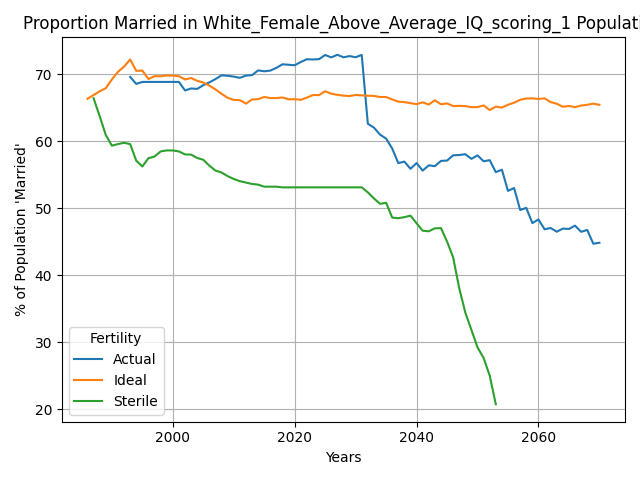 Proportion Married in White_Female_Above_Average_IQ_scoring_1 Populati
% of Population 'Married'
70
60
50
40
30
20
Fertility
Actual
Ideal
Sterile
2000 2020 2040 2060
Years